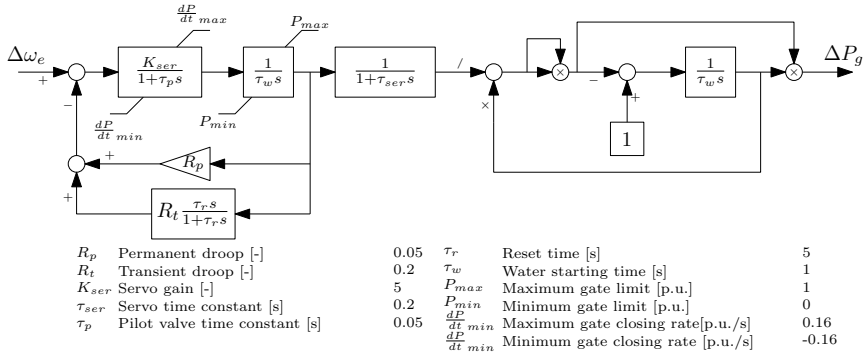 dP/dt max
P_max
Δω_e
+
K_ser / 1+τ_p s
1 / τ_w s
1 / 1+τ_ser s
/
×
×
−
+
1 / τ_w s
×
ΔP_g
−
dP/dt min
P_min
1
+
R_p
+
R_t τ_r s / 1+τ_r s
R_p Permanent droop [-] 0.05
R_t Transient droop [-] 0.2
K_ser Servo gain [-] 5
τ_ser Servo time constant [s] 0.2
τ_p Pilot valve time constant [s] 0.05
τ_r Reset time [s] 5
τ_w Water starting time [s] 1
P_max Maximum gate limit [p.u.] 1
P_min Minimum gate limit [p.u.] 0
dP/dt min Maximum gate closing rate[p.u./s] 0.16
dP/dt min Minimum gate closing rate [p.u./s] -0.16